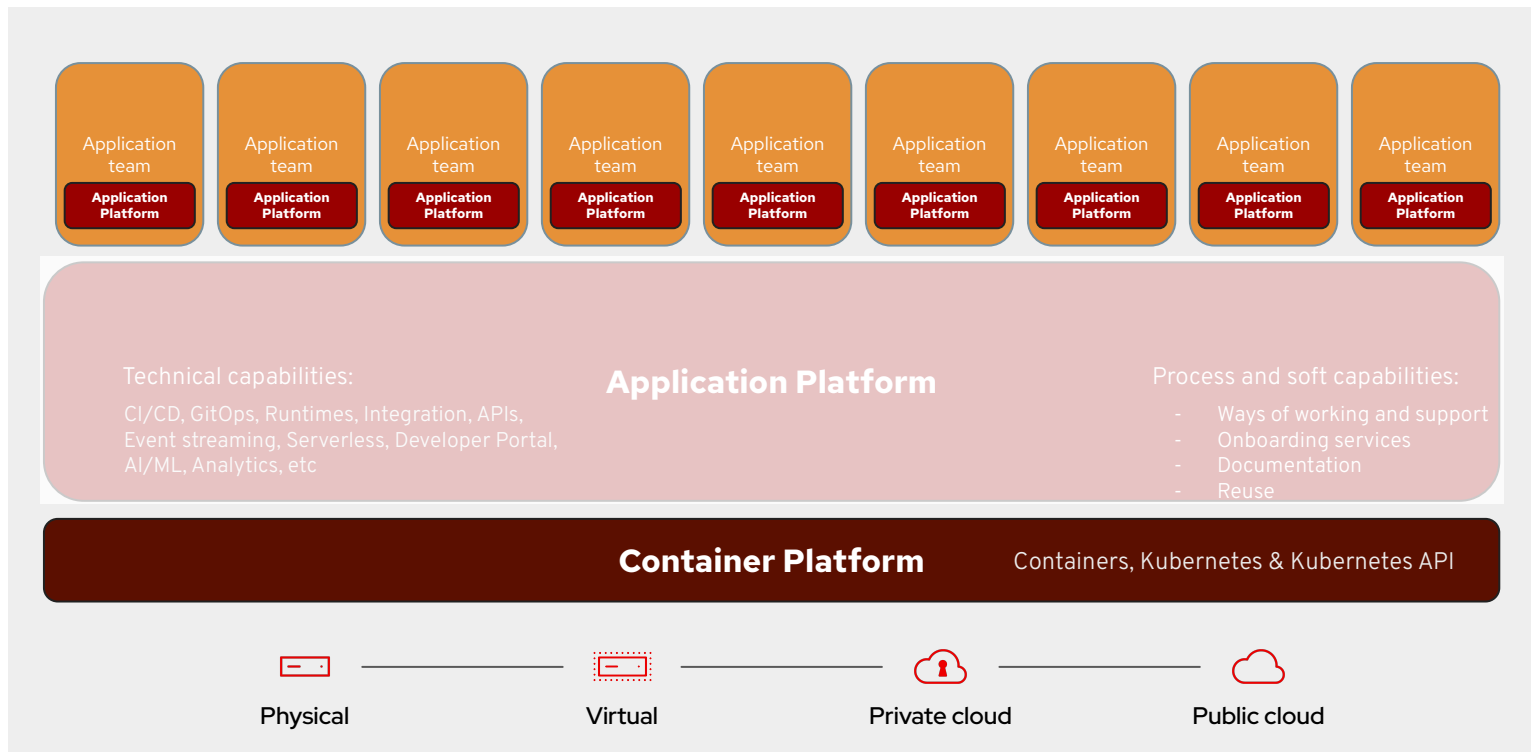 Application
team
Application
Platform
Application
team
Application
Platform
Application
team
Application
Platform
Application
team
Application
Platform
Application
team
Application
Platform
Application
team
Application
Platform
Application
team
Application
Platform
Application
team
Application
Platform
Application
team
Application
Platform
Technical capabilities:
CI/CD, GitOps, Runtimes, Integration, APIs,
Event streaming, Serverless, Developer Portal,
AI/ML, Analytics, etc
Application Platform
Process and soft capabilities:
- Ways of working and support
- Onboarding services
- Documentation
- Reuse
Container Platform
Containers, Kubernetes & Kubernetes API
Physical
Virtual
Private cloud
Public cloud